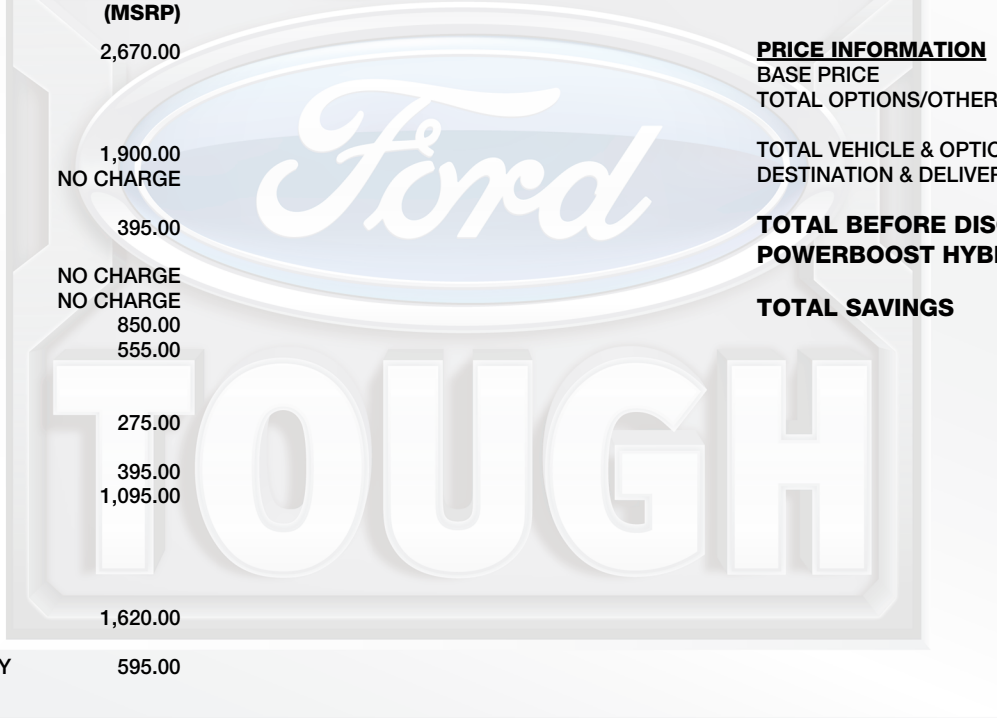 (MSRP)
2,670.00
1,900.00
NO CHARGE
395.00
NO CHARGE
NO CHARGE
850.00
555.00
275.00
395.00
1,095.00
1,620.00
Y 595.00
PRICE INFORMATION
BASE PRICE
TOTAL OPTIONS/OTHER
TOTAL VEHICLE & OPTIO
DESTINATION & DELIVER
TOTAL BEFORE DIS
POWERBOOST HYB
TOTAL SAVINGS
Ford
TOUGH